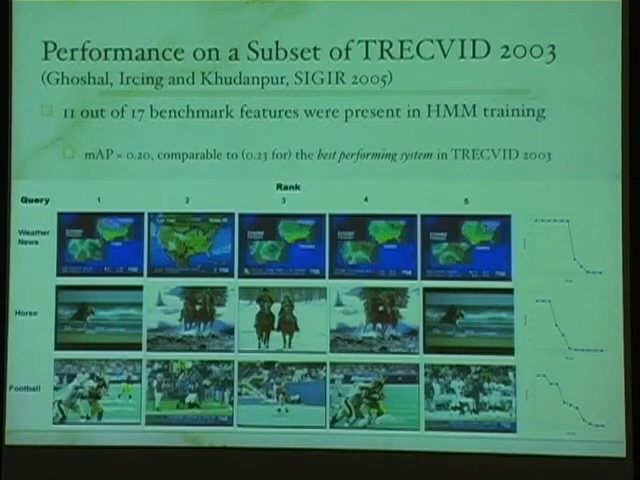 Performance on a Subset of TRECVID 2003
(Ghoshal, Ircing and Khudanpur, SIGIR 2005)
11 out of 17 benchmark features were present in HMM training
mAP = 0.20, comparable to (0.23 for) the best performing system in TRECVID 2003
Rank
Query 1 2 3 4 5
Weather
News
Horse
Football